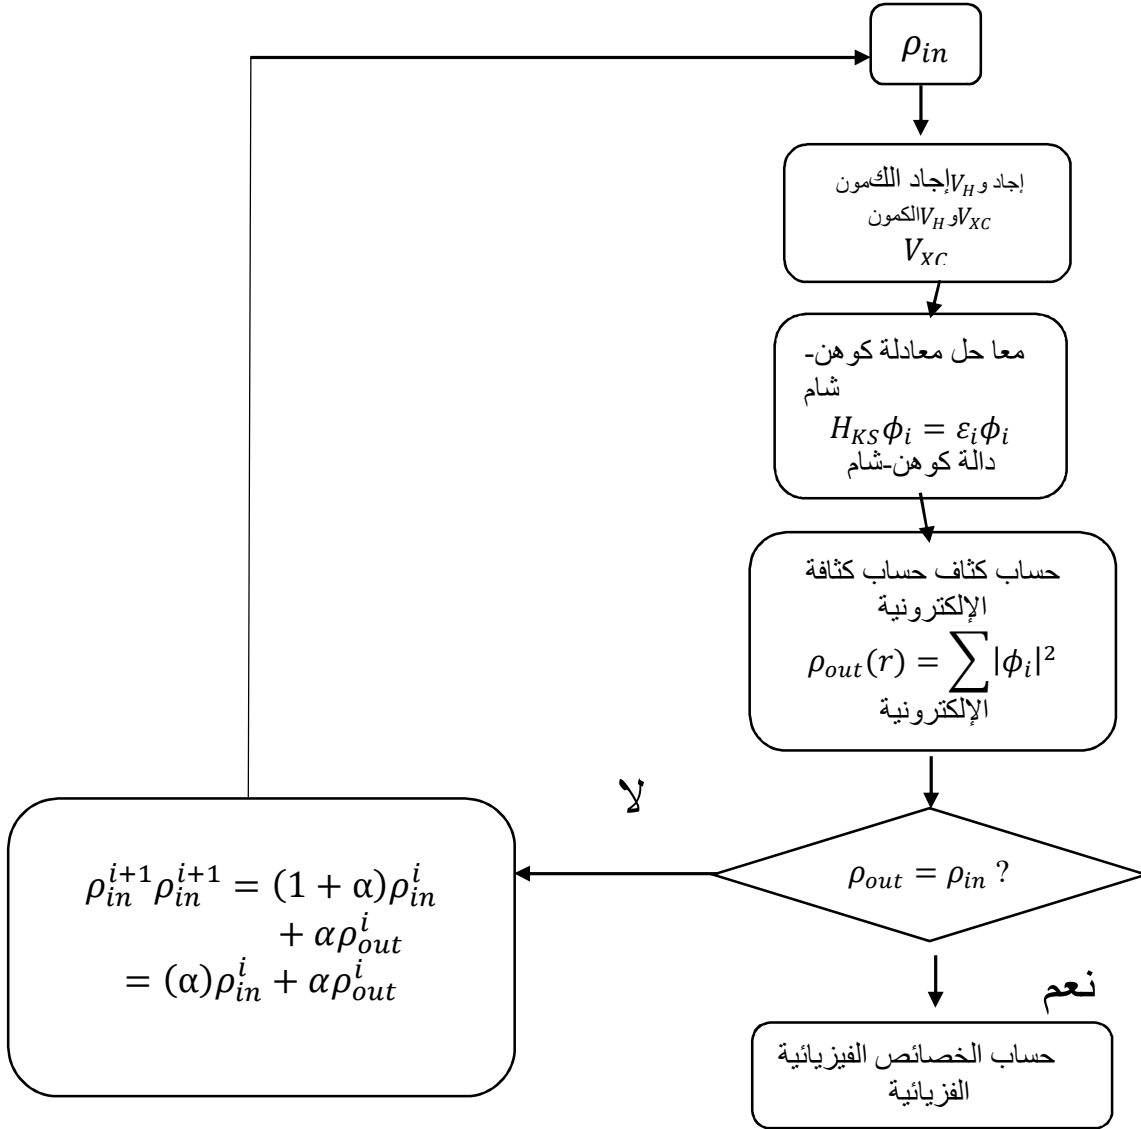 ρ_in
إجاد و V_H إجاد الكمون
الكمون V_H و V_XC
V_XC
معا حل معادلة كوهن-
شام
H_KS ϕ_i = ε_i ϕ_i
دالة كوهن-شام
حساب كثاف حساب كثافة
الإلكترونية
ρ_out(r) = ∑|ϕ_i|²
الإلكترونية
لا
ρ_out = ρ_in ?
ρ_in^{i+1} ρ_in^{i+1} = (1 + α)ρ_in^i
+ αρ_out^i
= (α)ρ_in^i + αρ_out^i
نعم
حساب الخصائص الفيزيائية
الفزيائية